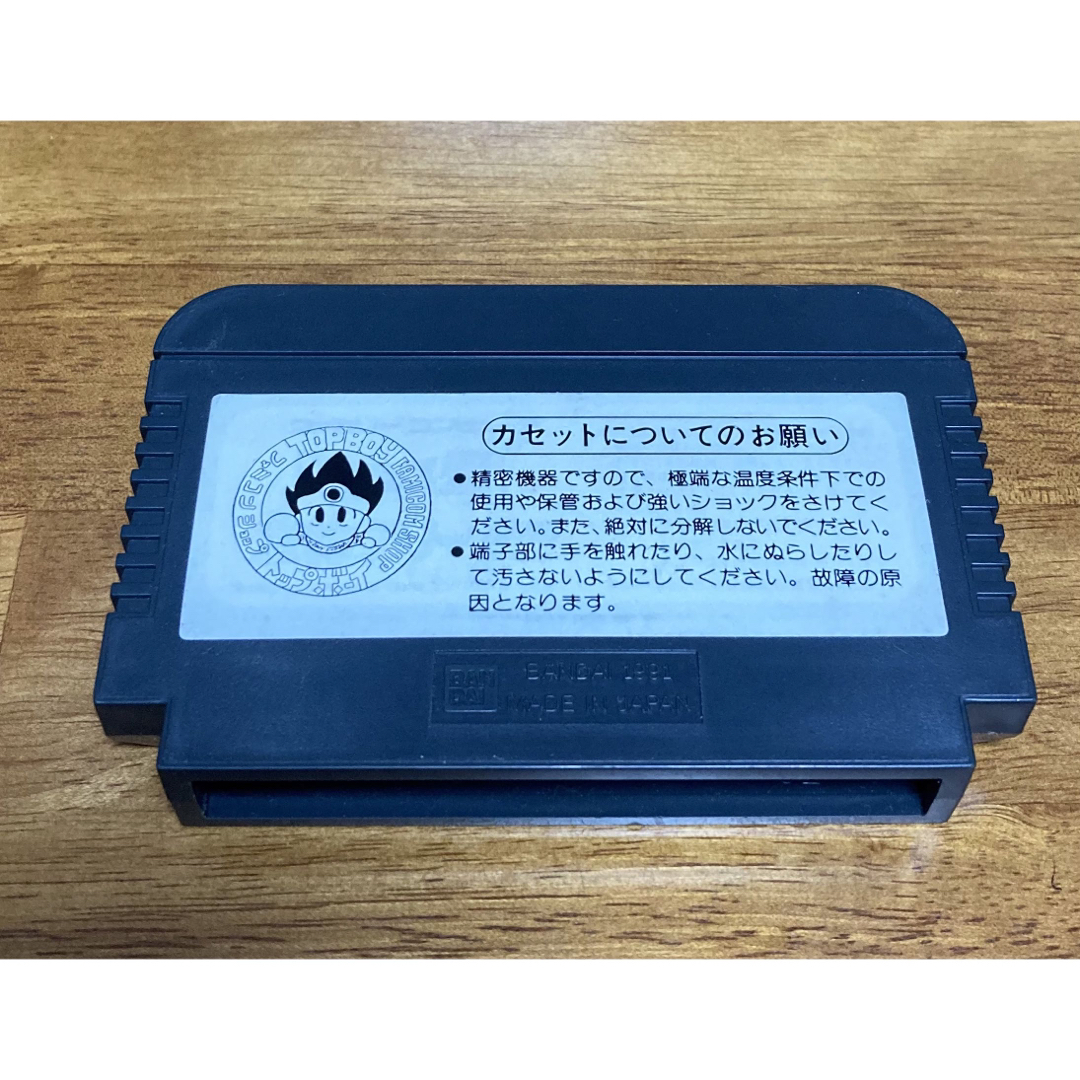 TOPBOY FAMICOM SHOP
トップボーイ
カセットについてのお願い
●精密機器ですので、極端な温度条件下での
使用や保管および強いショックをさけてく
ださい。また、絶対に分解しないでください。
●端子部に手を触れたり、水にぬらしたりし
て汚さないようにしてください。故障の原
因となります。
BAN
DAI
BANDAI 1991
MADE IN JAPAN